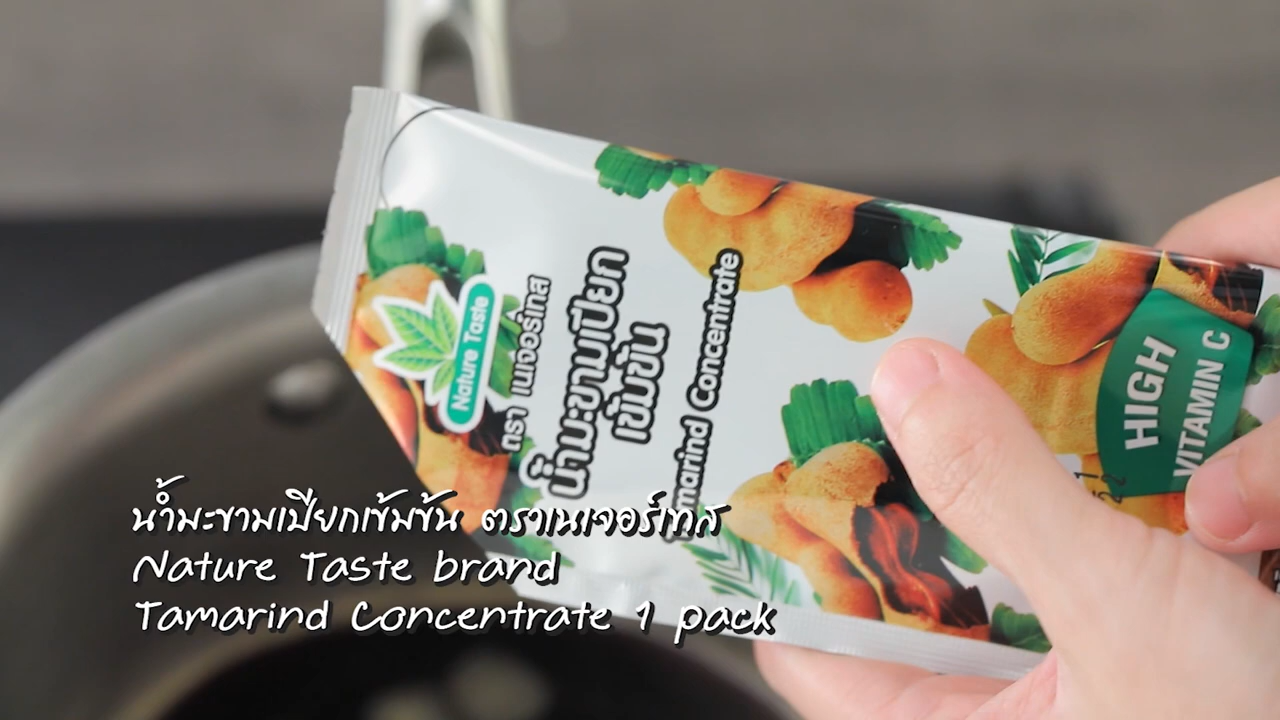 Nature Taste
ตรา เนเจอร์เทส
น้ำมะขามเปียก
เข้มข้น
Tamarind Concentrate
HIGH
VITAMIN C
น้ำมะขามเปียกเข้มข้น ตราเนเจอร์เทส
Nature Taste brand
Tamarind Concentrate 1 pack